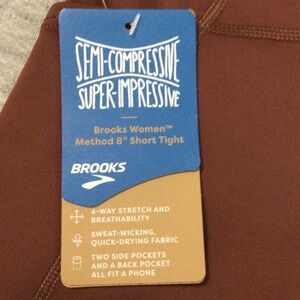 SEMI-COMPRESSIVE
SUPER-IMPRESSIVE
Brooks Women™
Method 8" Short Tight
BROOKS
4-WAY STRETCH AND
BREATHABILITY
SWEAT-WICKING,
QUICK-DRYING FABRIC
TWO SIDE POCKETS
AND A BACK POCKET
ALL FIT A PHONE